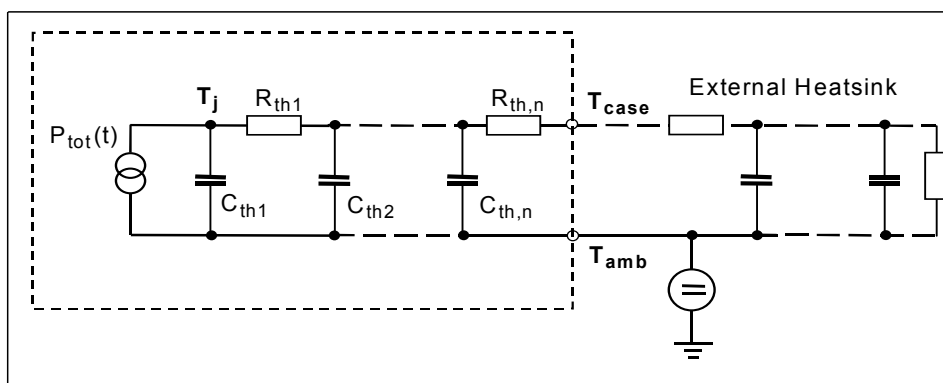 External Heatsink
T_j
R_th1
R_th,n
T_case
P_tot(t)
C_th1
C_th2
C_th,n
T_amb